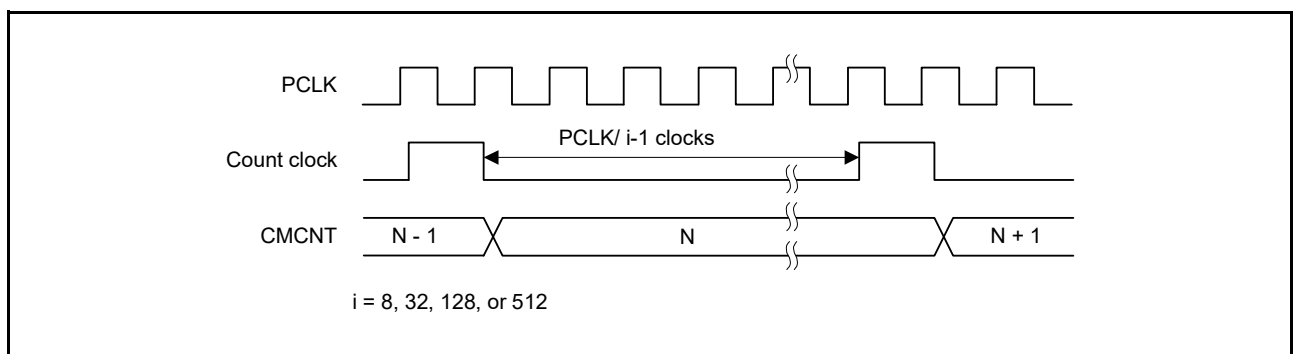 PCLK
PCLK/ i-1 clocks
Count clock
CMCNT N - 1 N N + 1
i = 8, 32, 128, or 512